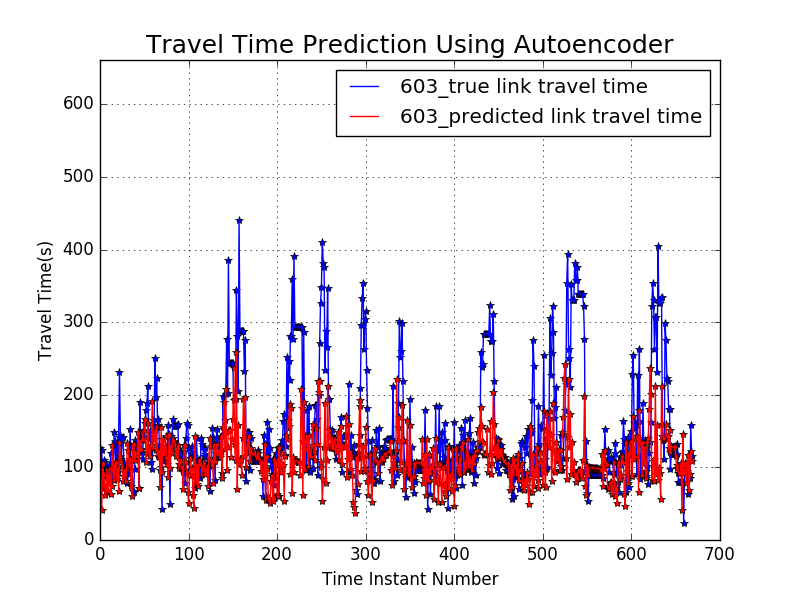 Travel Time Prediction Using Autoencoder
603_true link travel time
603_predicted link travel time
600
500
400
300
200
100
0
Travel Time(s)
0 100 200 300 400 500 600 700
Time Instant Number